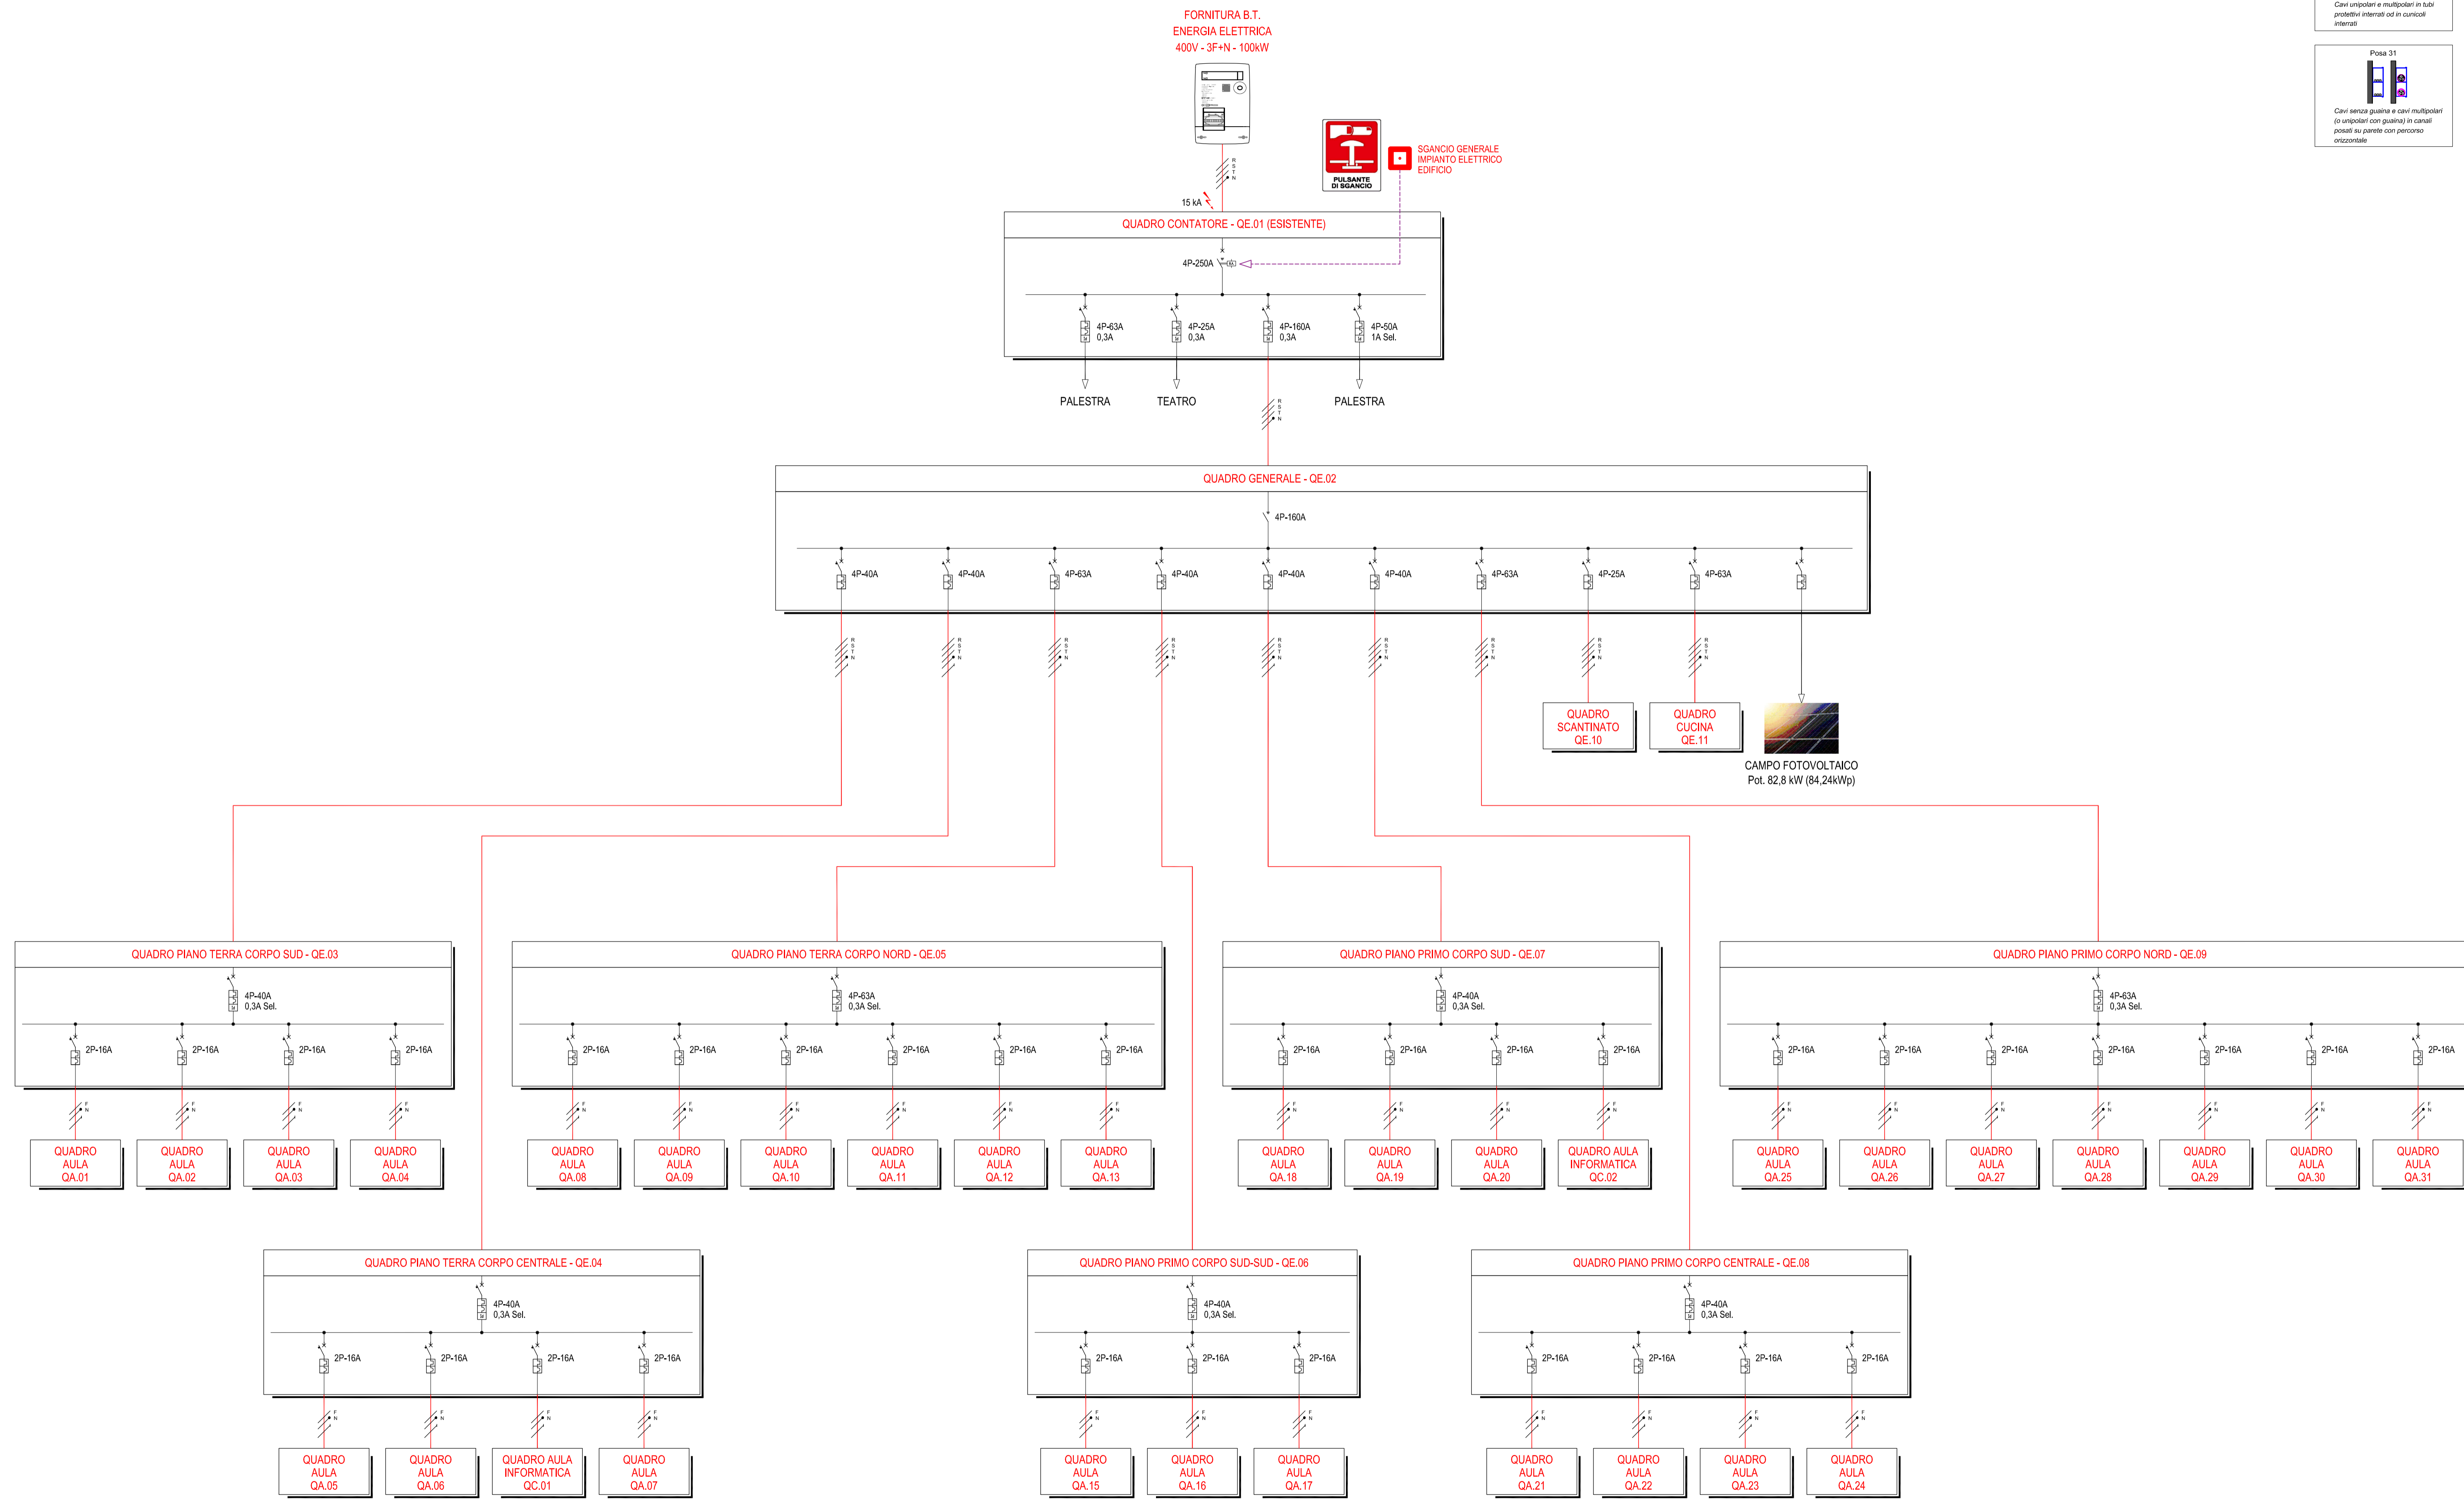 FORNITURA B.T.
ENERGIA ELETTRICA
400V - 3F+N - 100kW
Cavi unipolari e multipolari in tubi
protettivi interrati od in cunicoli
interrati
Posa 31
Cavi senza guaina e cavi multipolari
(o unipolari con guaina) in canali
posati su parete con percorso
orizzontale
PULSANTE
DI SGANCIO
SGANCIO GENERALE
IMPIANTO ELETTRICO
EDIFICIO
R
S
T
N
15 kA
QUADRO CONTATORE - QE.01 (ESISTENTE)
4P-250A
4P-63A
0,3A
4P-25A
0,3A
4P-160A
0,3A
4P-50A
1A Sel.
PALESTRA
TEATRO
PALESTRA
R
S
T
N
QUADRO GENERALE - QE.02
4P-160A
4P-40A
4P-40A
4P-63A
4P-40A
4P-40A
4P-40A
4P-63A
4P-25A
4P-63A
R
S
T
N
R
S
T
N
R
S
T
N
R
S
T
N
R
S
T
N
R
S
T
N
R
S
T
N
R
S
T
N
R
S
T
N
QUADRO
SCANTINATO
QE.10
QUADRO
CUCINA
QE.11
CAMPO FOTOVOLTAICO
Pot. 82,8 kW (84,24kWp)
QUADRO PIANO TERRA CORPO SUD - QE.03
4P-40A
0,3A Sel.
2P-16A
2P-16A
2P-16A
2P-16A
F
N
F
N
F
N
F
N
QUADRO
AULA
QA.01
QUADRO
AULA
QA.02
QUADRO
AULA
QA.03
QUADRO
AULA
QA.04
QUADRO PIANO TERRA CORPO NORD - QE.05
4P-63A
0,3A Sel.
2P-16A
2P-16A
2P-16A
2P-16A
2P-16A
2P-16A
F
N
F
N
F
N
F
N
F
N
F
N
QUADRO
AULA
QA.08
QUADRO
AULA
QA.09
QUADRO
AULA
QA.10
QUADRO
AULA
QA.11
QUADRO
AULA
QA.12
QUADRO
AULA
QA.13
QUADRO PIANO PRIMO CORPO SUD - QE.07
4P-40A
0,3A Sel.
2P-16A
2P-16A
2P-16A
2P-16A
F
N
F
N
F
N
F
N
QUADRO
AULA
QA.18
QUADRO
AULA
QA.19
QUADRO
AULA
QA.20
QUADRO AULA
INFORMATICA
QC.02
QUADRO PIANO PRIMO CORPO NORD - QE.09
4P-63A
0,3A Sel.
2P-16A
2P-16A
2P-16A
2P-16A
2P-16A
2P-16A
2P-16A
F
N
F
N
F
N
F
N
F
N
F
N
F
N
QUADRO
AULA
QA.25
QUADRO
AULA
QA.26
QUADRO
AULA
QA.27
QUADRO
AULA
QA.28
QUADRO
AULA
QA.29
QUADRO
AULA
QA.30
QUADRO
AULA
QA.31
QUADRO PIANO TERRA CORPO CENTRALE - QE.04
4P-40A
0,3A Sel.
2P-16A
2P-16A
2P-16A
2P-16A
F
N
F
N
F
N
F
N
QUADRO
AULA
QA.05
QUADRO
AULA
QA.06
QUADRO AULA
INFORMATICA
QC.01
QUADRO
AULA
QA.07
QUADRO PIANO PRIMO CORPO SUD-SUD - QE.06
4P-40A
0,3A Sel.
2P-16A
2P-16A
2P-16A
F
N
F
N
F
N
QUADRO
AULA
QA.15
QUADRO
AULA
QA.16
QUADRO
AULA
QA.17
QUADRO PIANO PRIMO CORPO CENTRALE - QE.08
4P-40A
0,3A Sel.
2P-16A
2P-16A
2P-16A
2P-16A
F
N
F
N
F
N
F
N
QUADRO
AULA
QA.21
QUADRO
AULA
QA.22
QUADRO
AULA
QA.23
QUADRO
AULA
QA.24